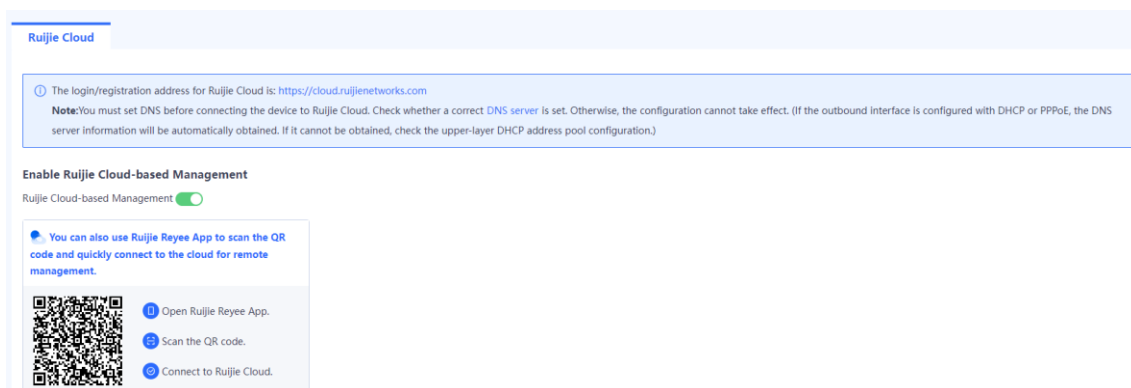 Ruijie Cloud
The login/registration address for Ruijie Cloud is: https://cloud.ruijienetworks.com
Note:You must set DNS before connecting the device to Ruijie Cloud. Check whether a correct DNS server is set. Otherwise, the configuration cannot take effect. (If the outbound interface is configured with DHCP or PPPoE, the DNS
server information will be automatically obtained. If it cannot be obtained, check the upper-layer DHCP address pool configuration.)
Enable Ruijie Cloud-based Management
Ruijie Cloud-based Management
You can also use Ruijie Reyee App to scan the QR
code and quickly connect to the cloud for remote
management.
Open Ruijie Reyee App.
Scan the QR code.
Connect to Ruijie Cloud.